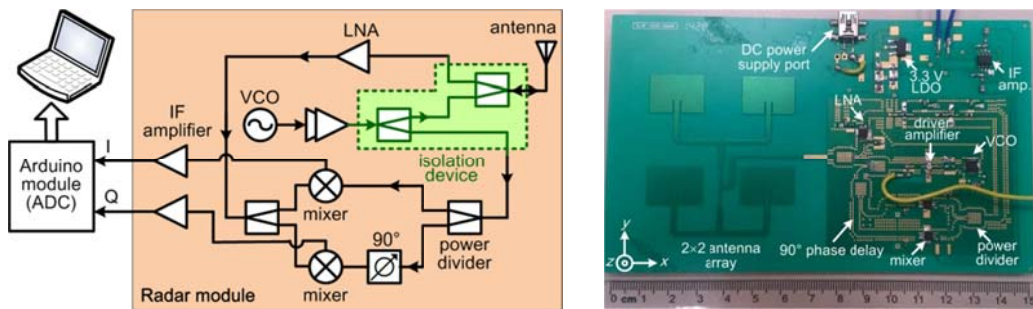 LNA
antenna
VCO
IF
amplifier
isolation
device
I
Q
Arduino
module
(ADC)
mixer
90°
mixer
power
divider
Radar module
DC power
supply port
3.3 V
LDO
IF
amp.
LNA
driver
amplifier
VCO
2×2 antenna
array
90° phase delay
mixer
power
divider
y
z
x
0 cm 1 2 3 4 5 6 7 8 9 10 11 12 13 14 15